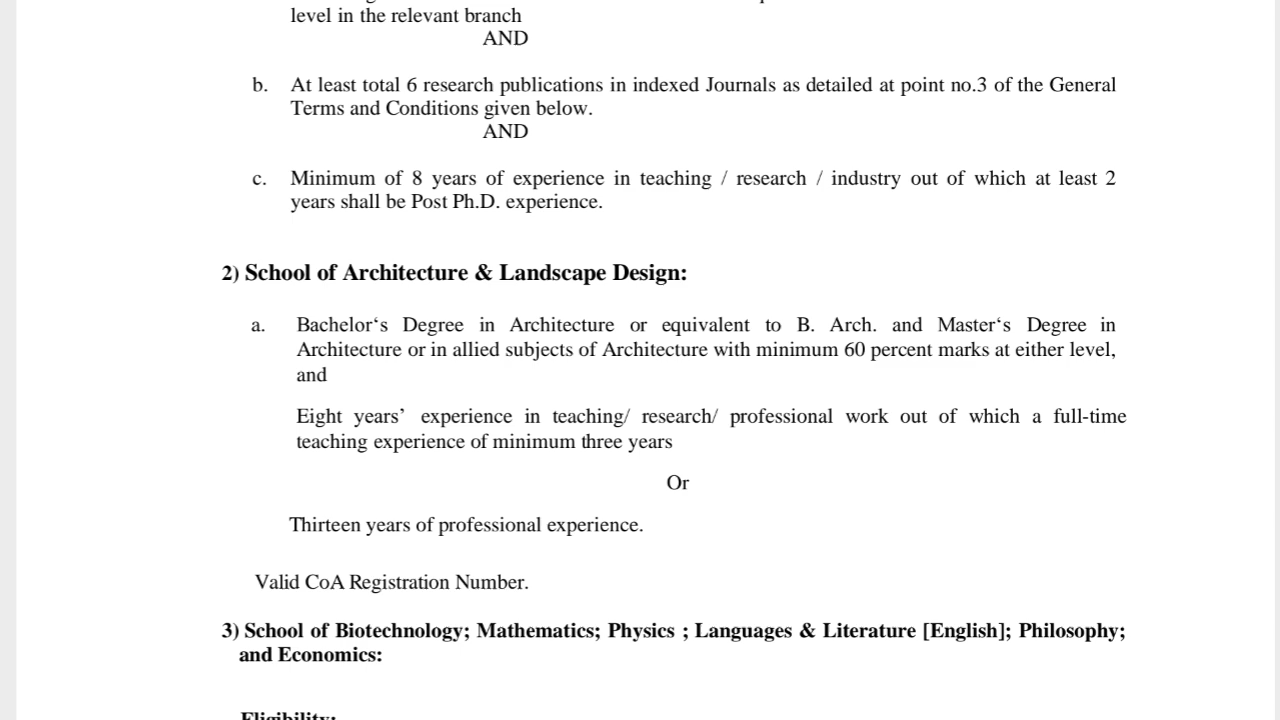 level in the relevant branch
AND
b. At least total 6 research publications in indexed Journals as detailed at point no.3 of the General
Terms and Conditions given below.
AND
c. Minimum of 8 years of experience in teaching / research / industry out of which at least 2
years shall be Post Ph.D. experience.
2) School of Architecture & Landscape Design:
a. Bachelor‘s Degree in Architecture or equivalent to B. Arch. and Master‘s Degree in
Architecture or in allied subjects of Architecture with minimum 60 percent marks at either level,
and
Eight years’ experience in teaching/ research/ professional work out of which a full-time
teaching experience of minimum three years
Or
Thirteen years of professional experience.
Valid CoA Registration Number.
3) School of Biotechnology; Mathematics; Physics ; Languages & Literature [English]; Philosophy;
and Economics:
Eligibility: